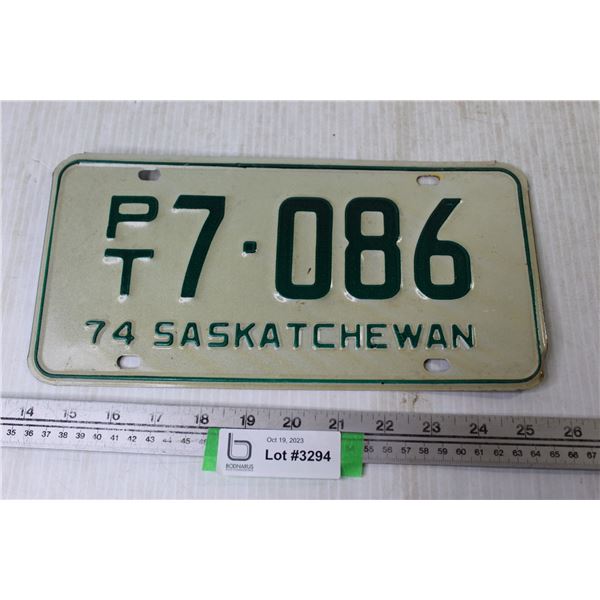 PT 7·086
74 SASKATCHEWAN
14 15 16 17 18 19 20 21 22 23 24 25 26
35 36 37 38 39 40 41 42 43 44 45 54 55 56 57 58 59 60 61 62 63 64 65 66 67
Oct 19, 2023
b
BODNARUS
Lot #3294